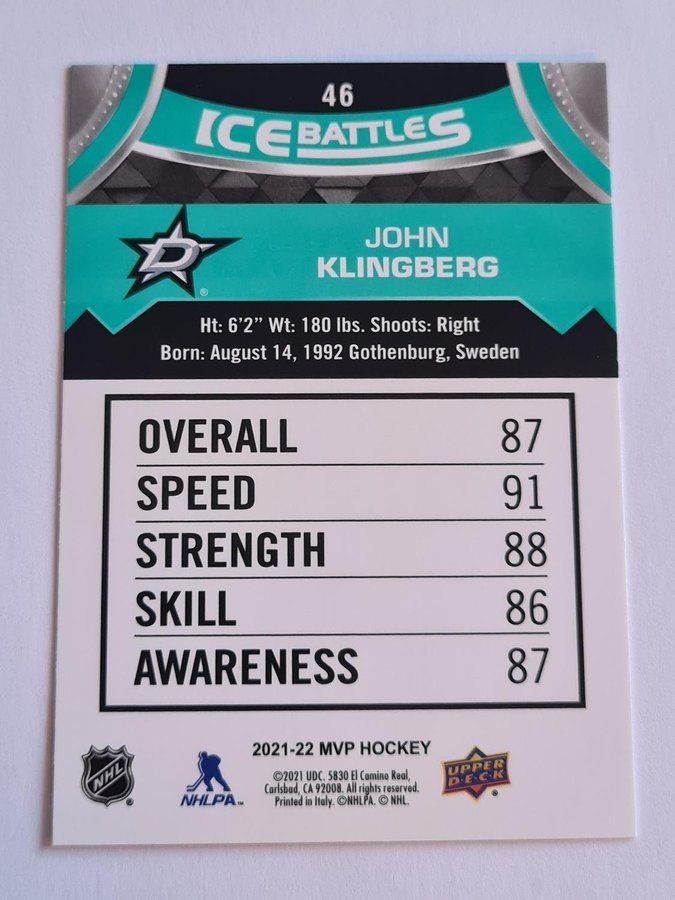 46
ICE BATTLES
D
JOHN
KLINGBERG
Ht: 6'2" Wt: 180 lbs. Shoots: Right
Born: August 14, 1992 Gothenburg, Sweden
OVERALL 87
SPEED 91
STRENGTH 88
SKILL 86
AWARENESS 87
2021-22 MVP HOCKEY
©2021 UDC. 5830 El Camino Real,
Carlsbad, CA 92008. All rights reserved.
Printed in Italy. ©NHLPA. © NHL.
NHL
NHLPA™
UPPER
DECK